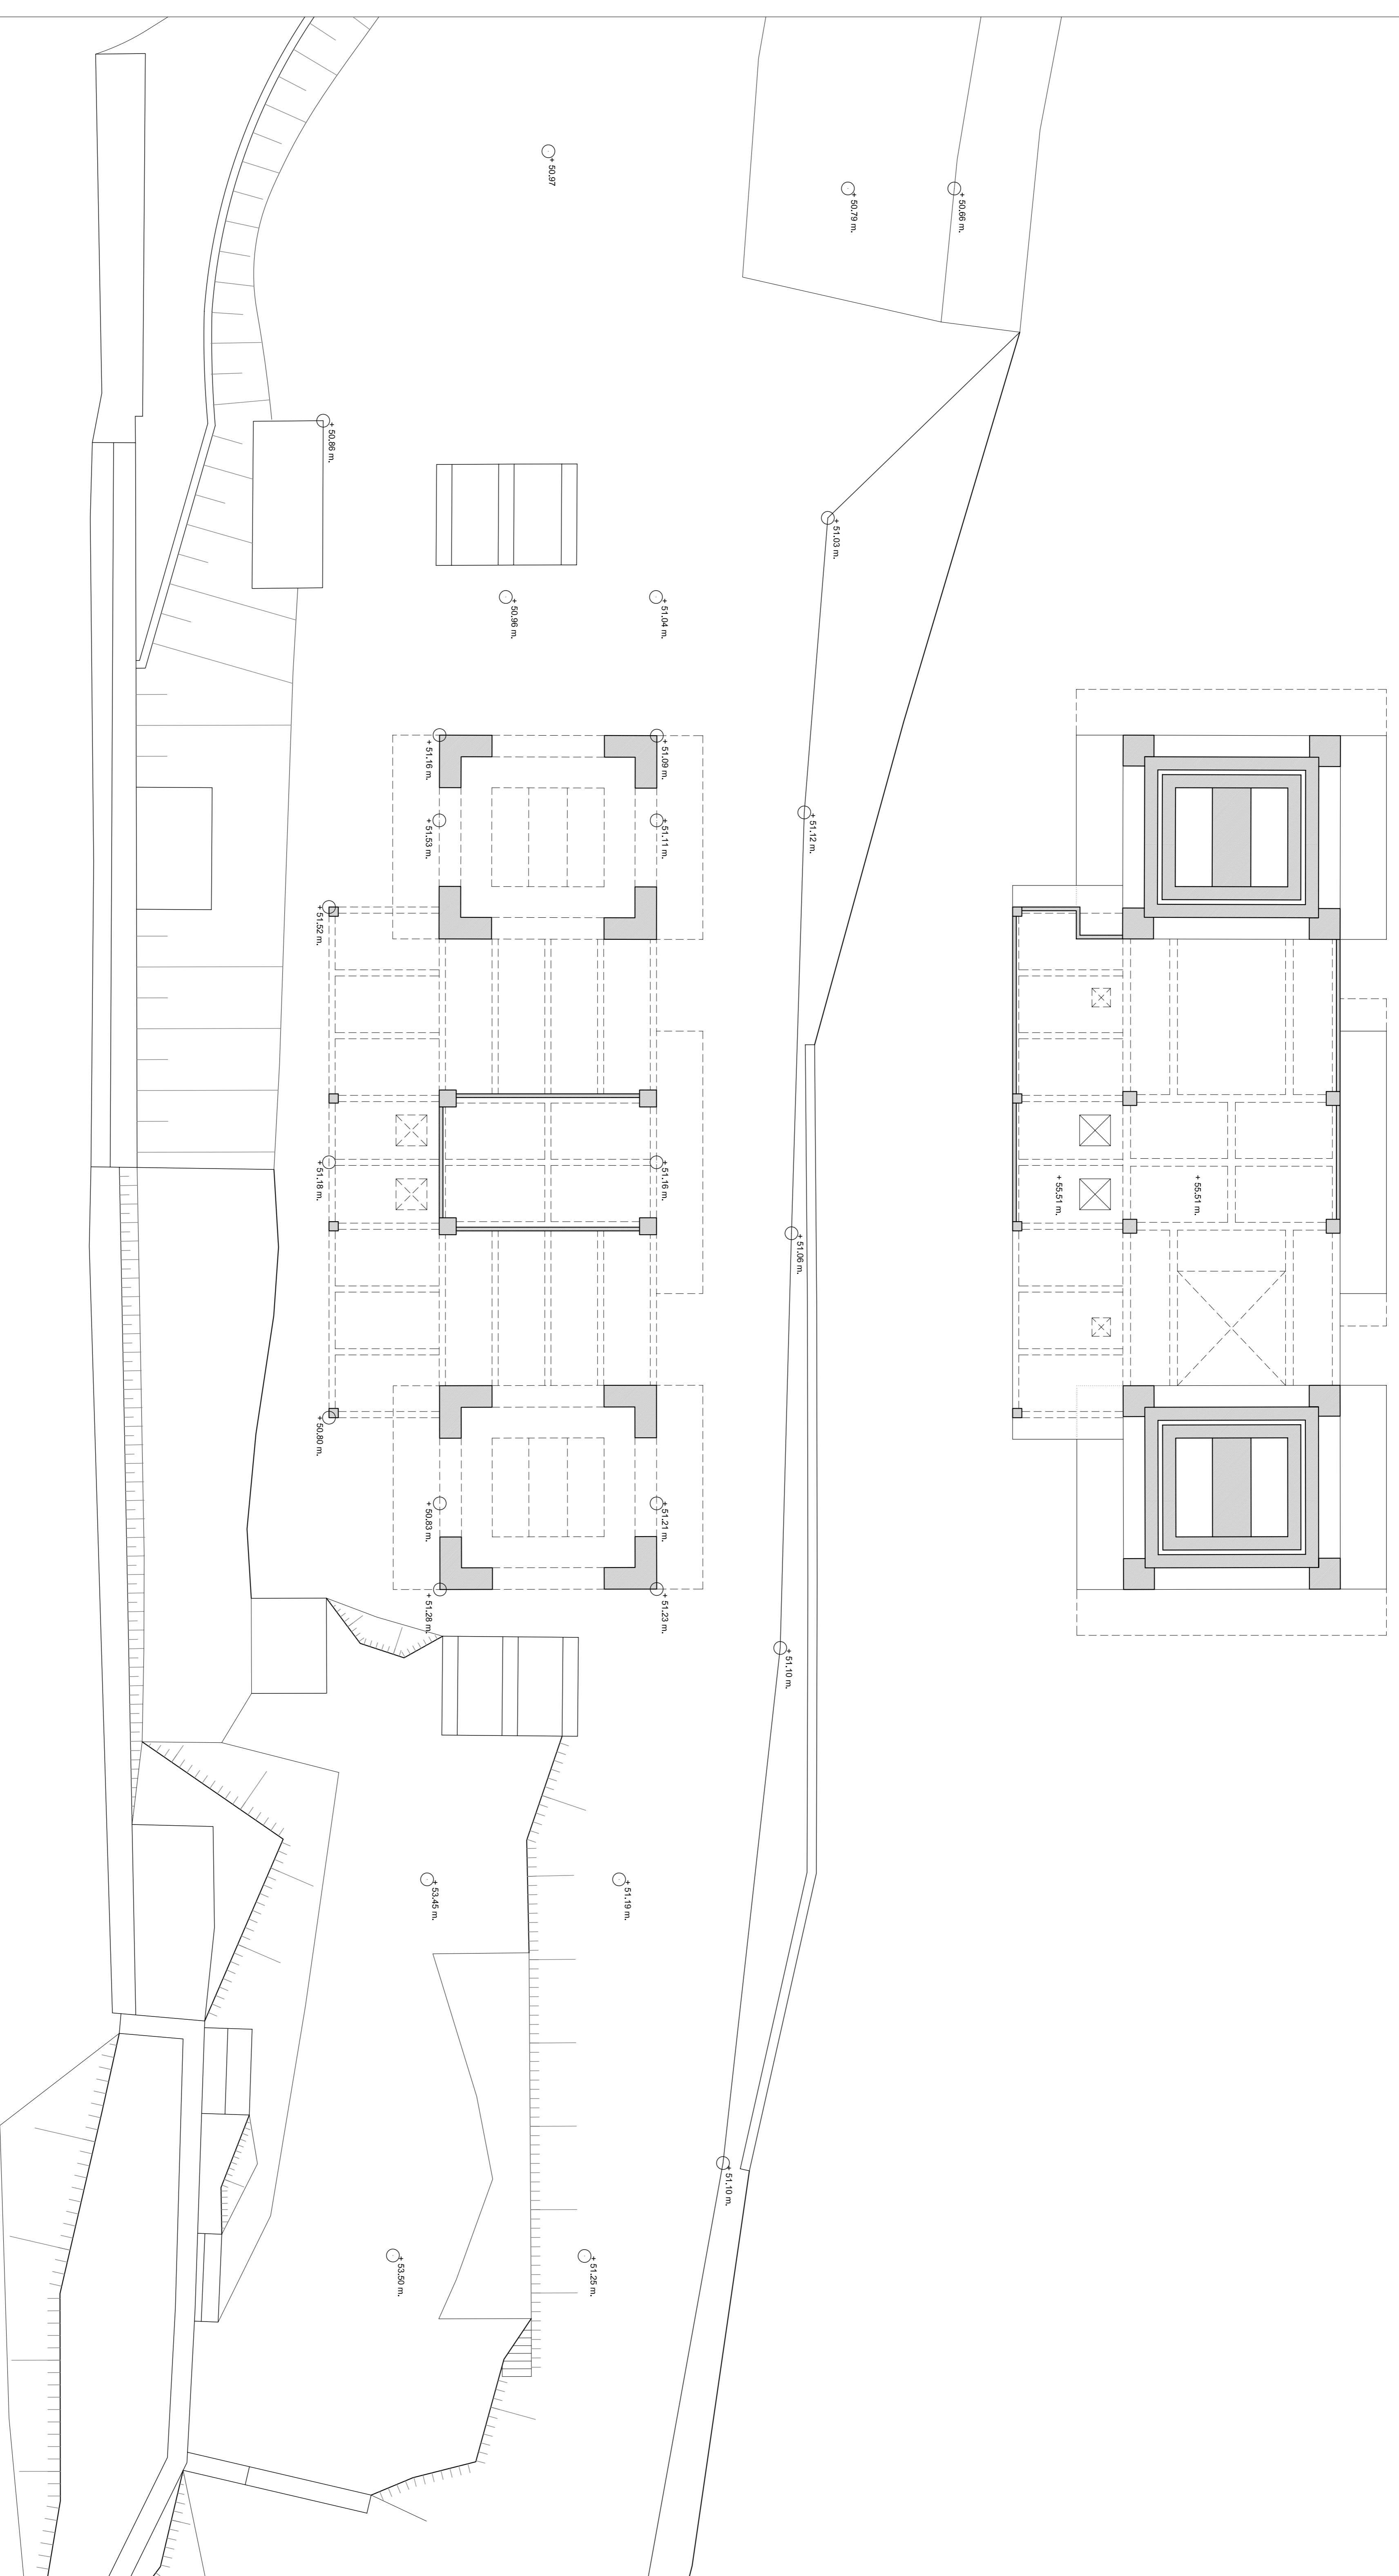 + 50.97
+ 50.79 m.
+ 50.66 m.
+ 50.86 m.
+ 51.03 m.
+ 50.96 m.
+ 51.04 m.
+ 51.16 m.
+ 51.09 m.
+ 51.53 m.
+ 51.11 m.
+ 51.12 m.
+ 51.52 m.
+ 51.18 m.
+ 51.16 m.
+ 55.51 m.
+ 55.51 m.
+ 51.06 m.
+ 50.80 m.
+ 50.83 m.
+ 51.21 m.
+ 51.28 m.
+ 51.23 m.
+ 51.10 m.
+ 53.45 m.
+ 51.19 m.
+ 51.10 m.
+ 53.50 m.
+ 51.25 m.